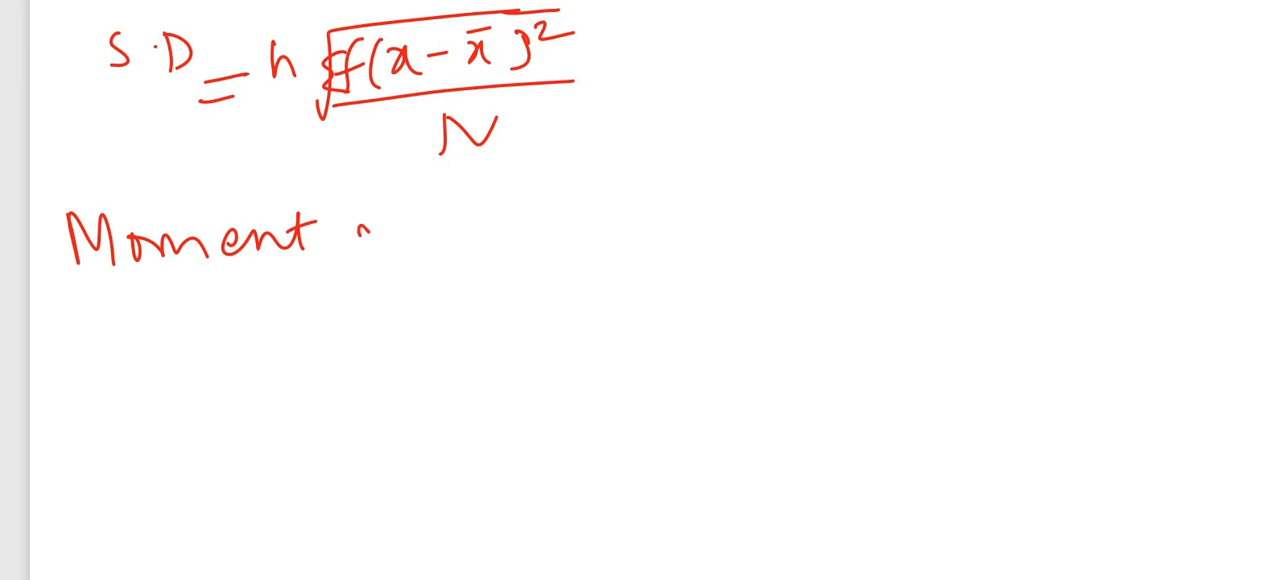 S.D = h √Σf(x - x̄)²
N
Moment